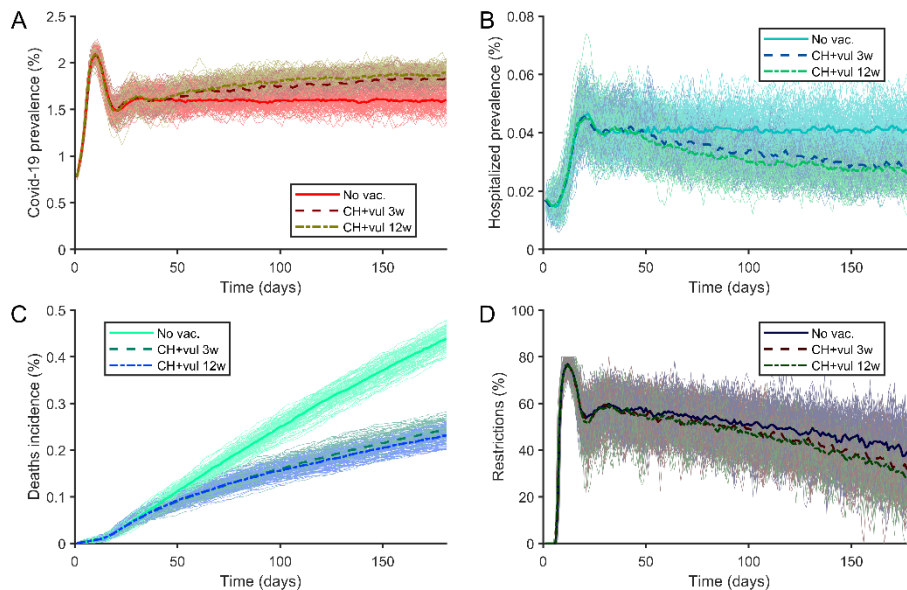 A
Covid-19 prevalence (%)
2.5
2
1.5
1
0.5
0
0
50
100
150
Time (days)
No vac.
CH+vul 3w
CH+vul 12w
B
Hospitalized prevalence (%)
0.08
0.06
0.04
0.02
0
0
50
100
150
Time (days)
No vac.
CH+vul 3w
CH+vul 12w
C
Deaths incidence (%)
0.5
0.4
0.3
0.2
0.1
0
0
50
100
150
Time (days)
No vac.
CH+vul 3w
CH+vul 12w
D
Restrictions (%)
100
80
60
40
20
0
0
50
100
150
Time (days)
No vac.
CH+vul 3w
CH+vul 12w